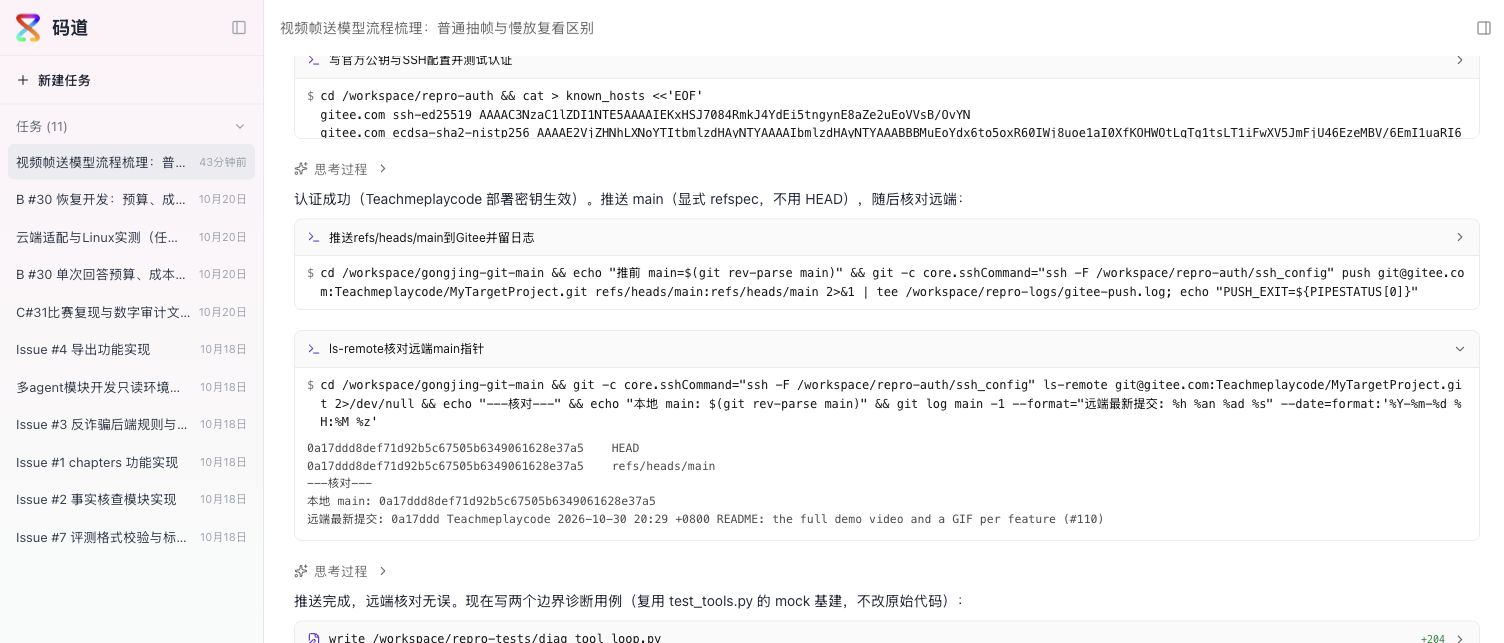 码道
新建任务
任务 (11)
视频帧送模型流程梳理：普... 43分钟前
B #30 恢复开发：预算、成... 10月20日
云端适配与Linux实测（任... 10月20日
B #30 单次回答预算、成本... 10月20日
C#31比赛复现与数字审计文... 10月20日
Issue #4 导出功能实现 10月18日
多agent模块开发只读环境... 10月18日
Issue #3 反诈骗后端规则与... 10月18日
Issue #1 chapters 功能实现 10月18日
Issue #2 事实核查模块实现 10月18日
Issue #7 评测格式校验与标... 10月18日
视频帧送模型流程梳理：普通抽帧与慢放复看区别
写官方公钥与SSH配置并测试认证
$ cd /workspace/repro-auth && cat > known_hosts <<'EOF'
gitee.com ssh-ed25519 AAAAC3NzaC1lZDI1NTE5AAAAIEKxHSJ7084RmkJ4YdEi5tngynE8aZe2uEoVVsB/OvYN
gitee.com ecdsa-sha2-nistp256 AAAAE2VjZHNhLXNoYTItbmlzdHAyNTYAAAAIbmlzdHAyNTYAAABBBMuEoYdx6to5oxR60IWj8uoe1aI0XfKOHWOtLqTg1tsLT1iFwXV5JmFjU46EzeMBV/6EmI1uaRI6
思考过程
认证成功（Teachmeplaycode 部署密钥生效）。推送 main（显式 refspec，不用 HEAD），随后核对远端：
推送refs/heads/main到Gitee并留日志
$ cd /workspace/gongjing-git-main && echo "推前 main=$(git rev-parse main)" && git -c core.sshCommand="ssh -F /workspace/repro-auth/ssh_config" push git@gitee.co
m:Teachmeplaycode/MyTargetProject.git refs/heads/main:refs/heads/main 2>&1 | tee /workspace/repro-logs/gitee-push.log; echo "PUSH_EXIT=${PIPESTATUS[0]}"
ls-remote核对远端main指针
$ cd /workspace/gongjing-git-main && git -c core.sshCommand="ssh -F /workspace/repro-auth/ssh_config" ls-remote git@gitee.com:Teachmeplaycode/MyTargetProject.gi
t 2>/dev/null && echo "---核对---" && echo "本地 main: $(git rev-parse main)" && git log main -1 --format="远端最新提交: %h %an %ad %s" --date=format:'%Y-%m-%d %
H:%M %z'
0a17ddd8def71d92b5c67505b6349061628e37a5 HEAD
0a17ddd8def71d92b5c67505b6349061628e37a5 refs/heads/main
---核对---
本地 main: 0a17ddd8def71d92b5c67505b6349061628e37a5
远端最新提交: 0a17ddd Teachmeplaycode 2026-10-30 20:29 +0800 README: the full demo video and a GIF per feature (#110)
思考过程
推送完成，远端核对无误。现在写两个边界诊断用例（复用 test_tools.py 的 mock 基建，不改原始代码）：
write /workspace/repro-tests/diag_tool_loop.py +204